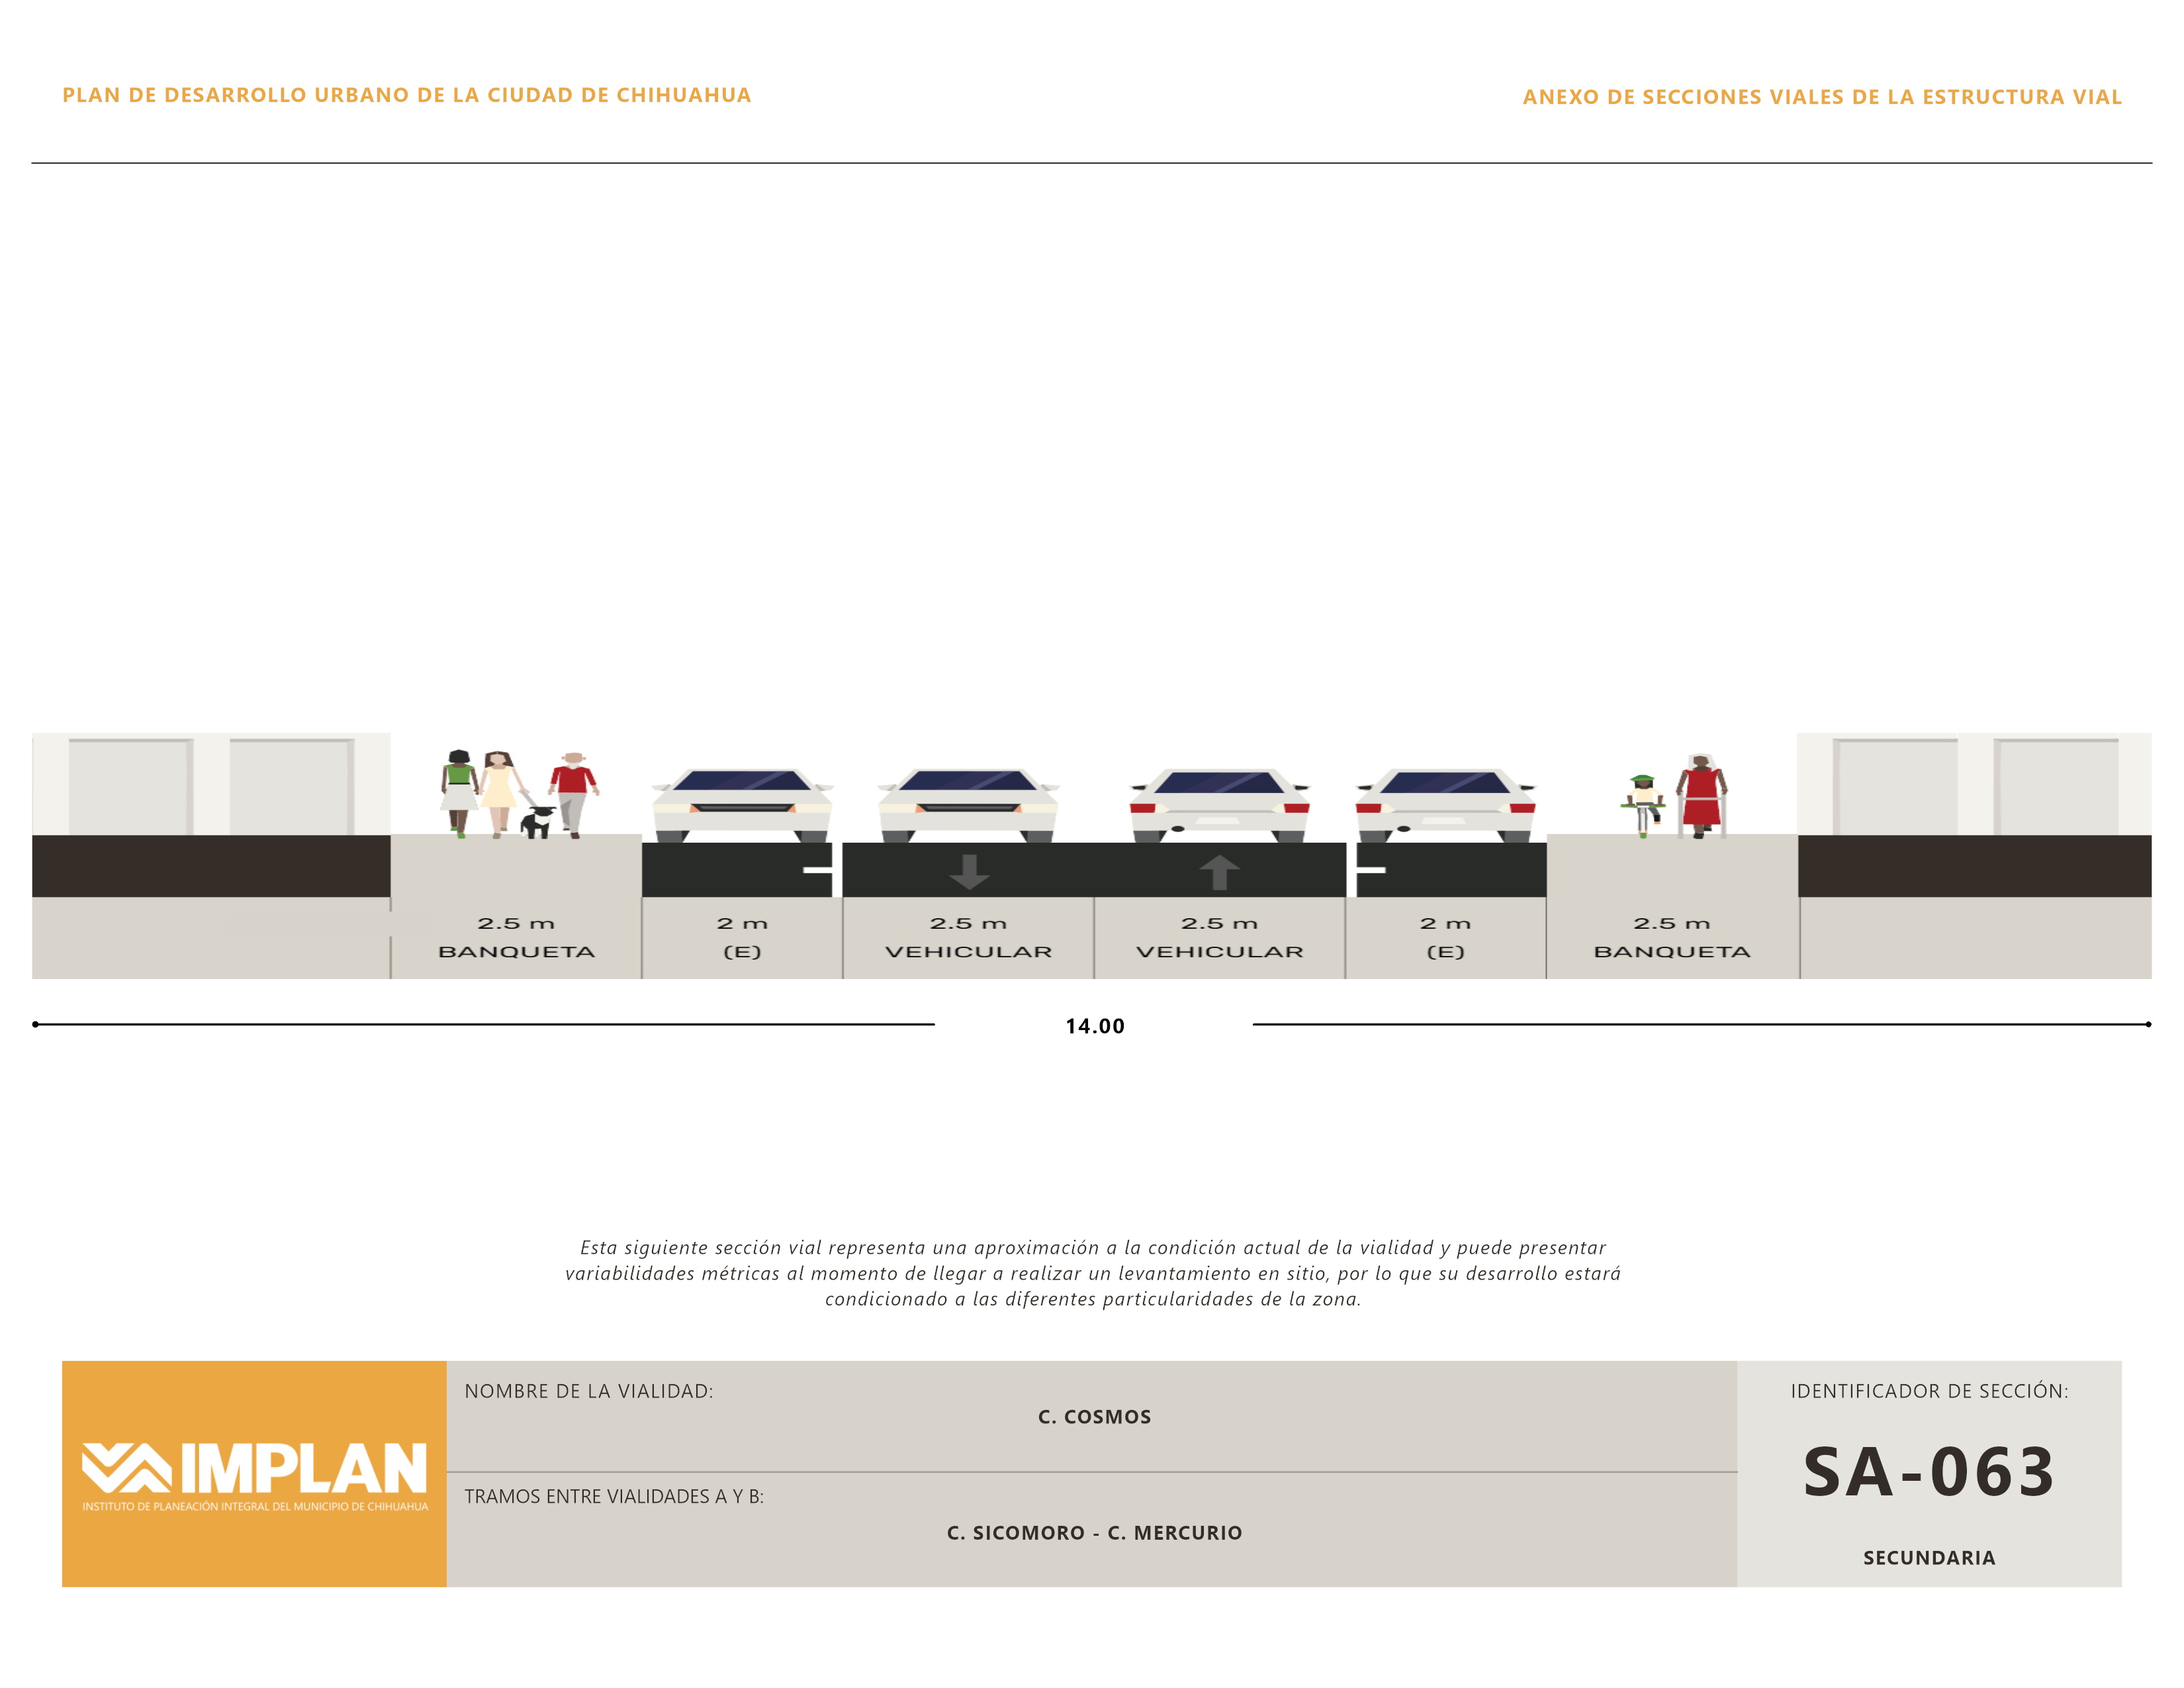 PLAN DE DESARROLLO URBANO DE LA CIUDAD DE CHIHUAHUA
ANEXO DE SECCIONES VIALES DE LA ESTRUCTURA VIAL
2.5 m
BANQUETA
2 m
(E)
2.5 m
VEHICULAR
2.5 m
VEHICULAR
2 m
(E)
2.5 m
BANQUETA
14.00
Esta siguiente sección vial representa una aproximación a la condición actual de la vialidad y puede presentar
variabilidades métricas al momento de llegar a realizar un levantamiento en sitio, por lo que su desarrollo estará
condicionado a las diferentes particularidades de la zona.
IMPLAN
INSTITUTO DE PLANEACIÓN INTEGRAL DEL MUNICIPIO DE CHIHUAHUA
NOMBRE DE LA VIALIDAD:
C. COSMOS
TRAMOS ENTRE VIALIDADES A Y B:
C. SICOMORO - C. MERCURIO
IDENTIFICADOR DE SECCIÓN:
SA-063
SECUNDARIA